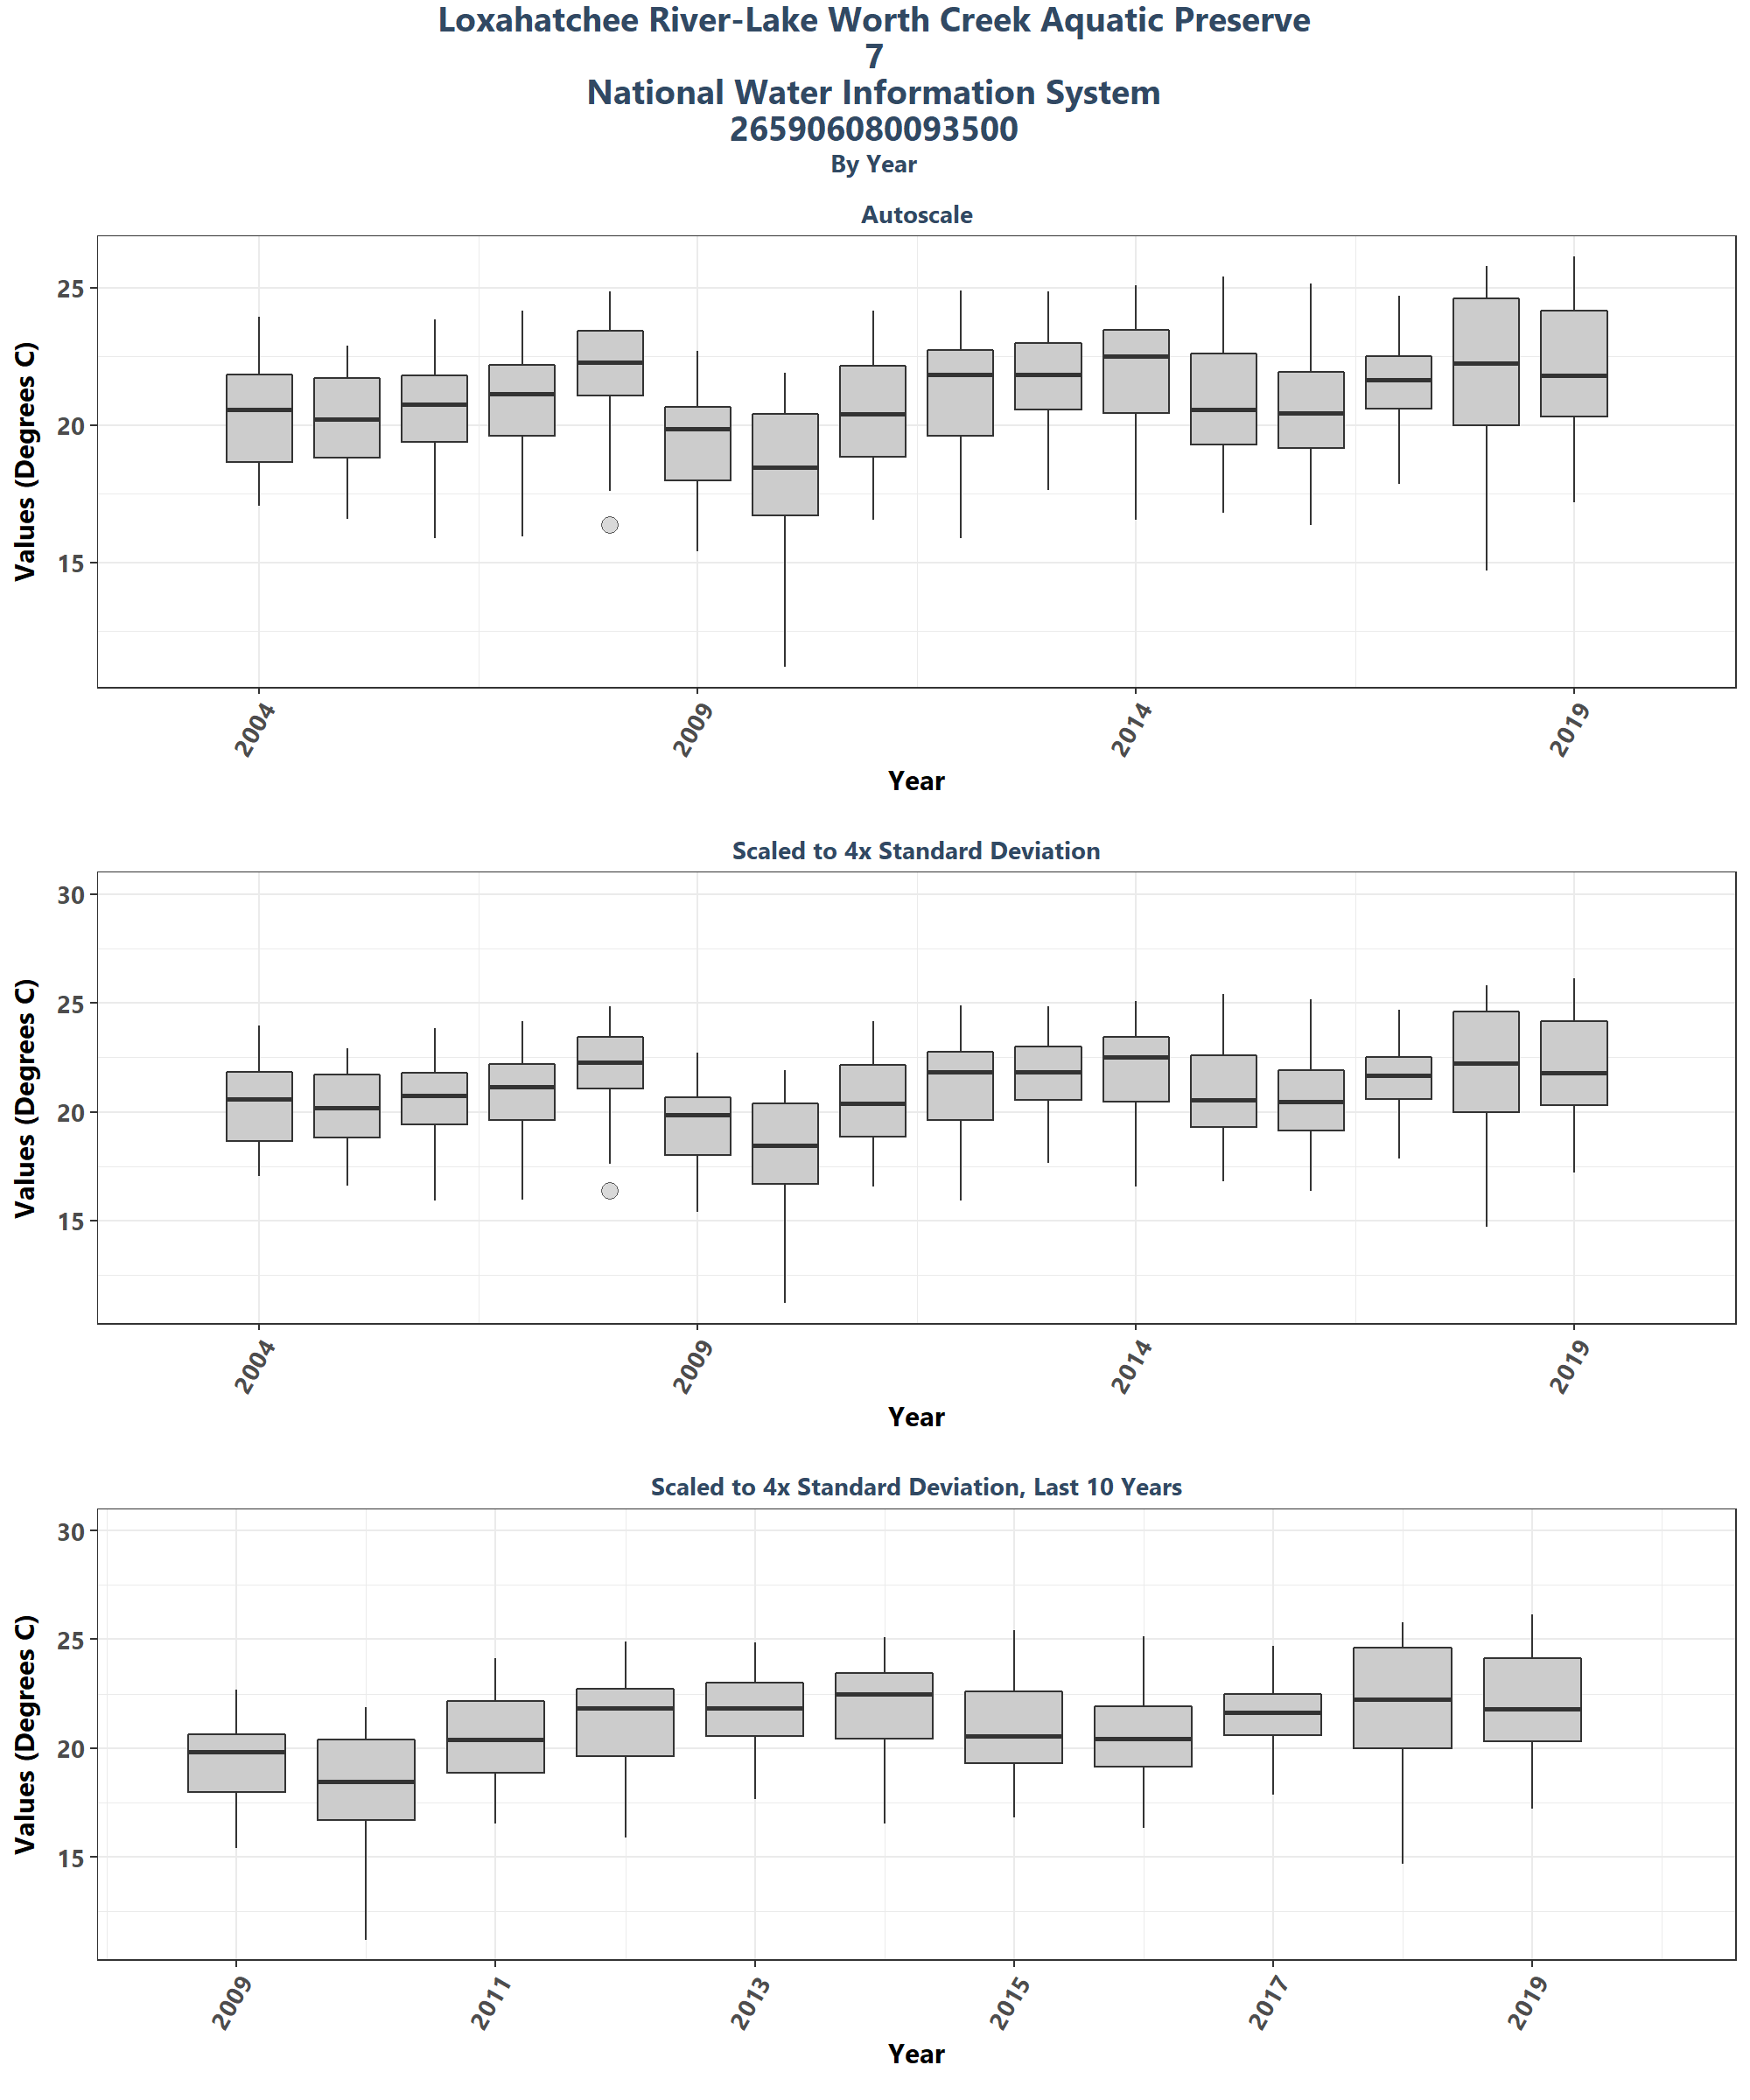 Loxahatchee River-Lake Worth Creek Aquatic Preserve
7
National Water Information System
265906080093500
By Year
Autoscale
Values (Degrees C)
25
20
15
2004
2009
2014
2019
Year
Scaled to 4x Standard Deviation
Values (Degrees C)
30
25
20
15
2004
2009
2014
2019
Year
Scaled to 4x Standard Deviation, Last 10 Years
Values (Degrees C)
30
25
20
15
2009
2011
2013
2015
2017
2019
Year